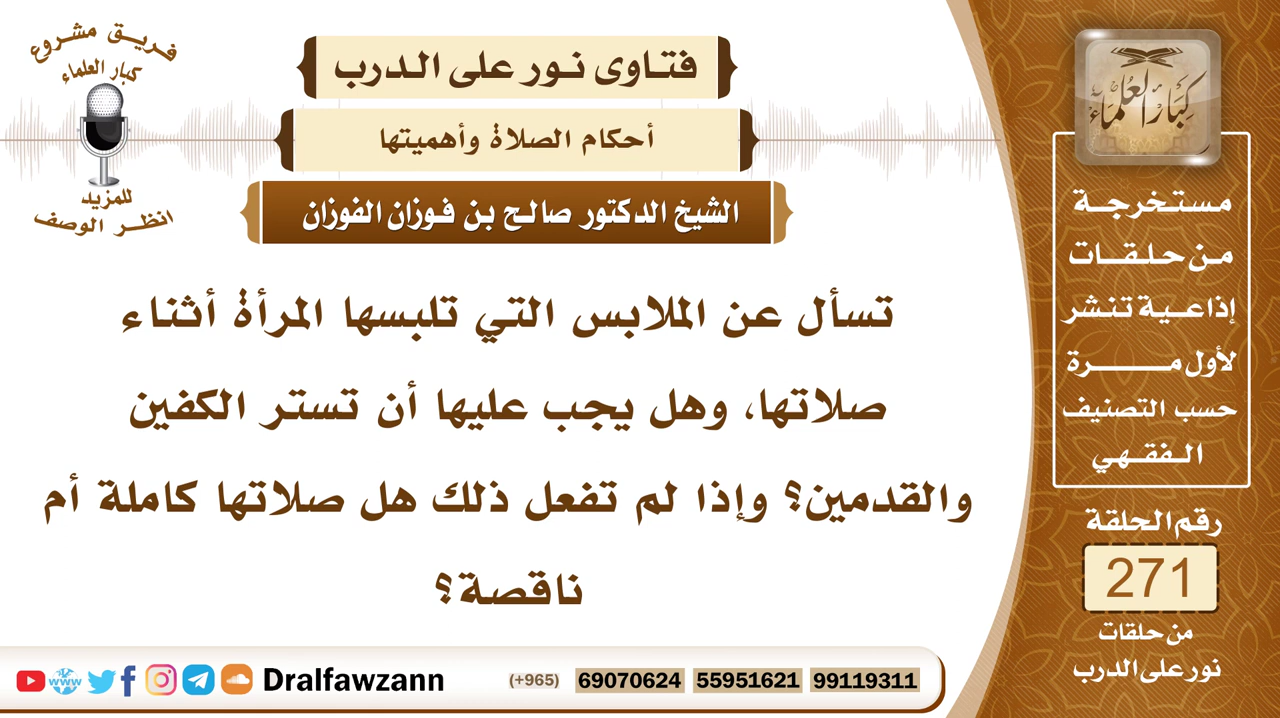 فريق مشروع
كبار العلماء
للمزيد
انظر الوصف
فتاوى نور على الدرب
أحكام الصلاة وأهميتها
الشيخ الدكتور صالح بن فوزان الفوزان
تسأل عن الملابس التي تلبسها المرأة أثناء
صلاتها، وهل يجب عليها أن تستر الكفين
والقدمين؟ وإذا لم تفعل ذلك هل صلاتها كاملة أم
ناقصة؟
كبار العلماء
مستخرجة
من حلقات
إذاعية تنشر
لأول مرة
حسب التصنيف
الفقهي
رقم الحلقة
271
من حلقات
نور على الدرب
www
Dralfawzann (+965) 69070624 55951621 99119311